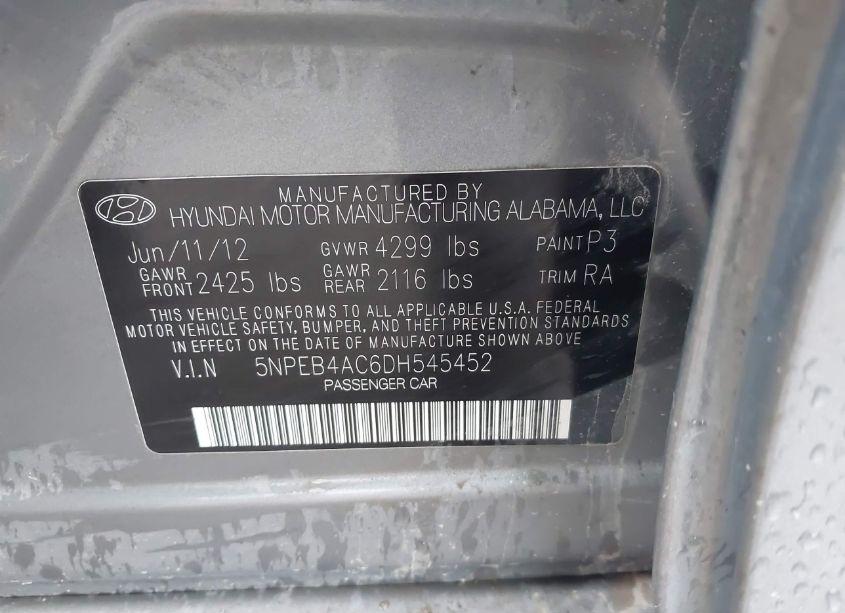 MANUFACTURED BY
HYUNDAI MOTOR MANUFACTURING ALABAMA, LLC
Jun/11/12 GVWR 4299 lbs PAINT P3
GAWR FRONT 2425 lbs GAWR REAR 2116 lbs TRIM RA
THIS VEHICLE CONFORMS TO ALL APPLICABLE U.S.A. FEDERAL
MOTOR VEHICLE SAFETY, BUMPER, AND THEFT PREVENTION STANDARDS
IN EFFECT ON THE DATE OF MANUFACTURE SHOWN ABOVE
V.I.N 5NPEB4AC6DH545452
PASSENGER CAR